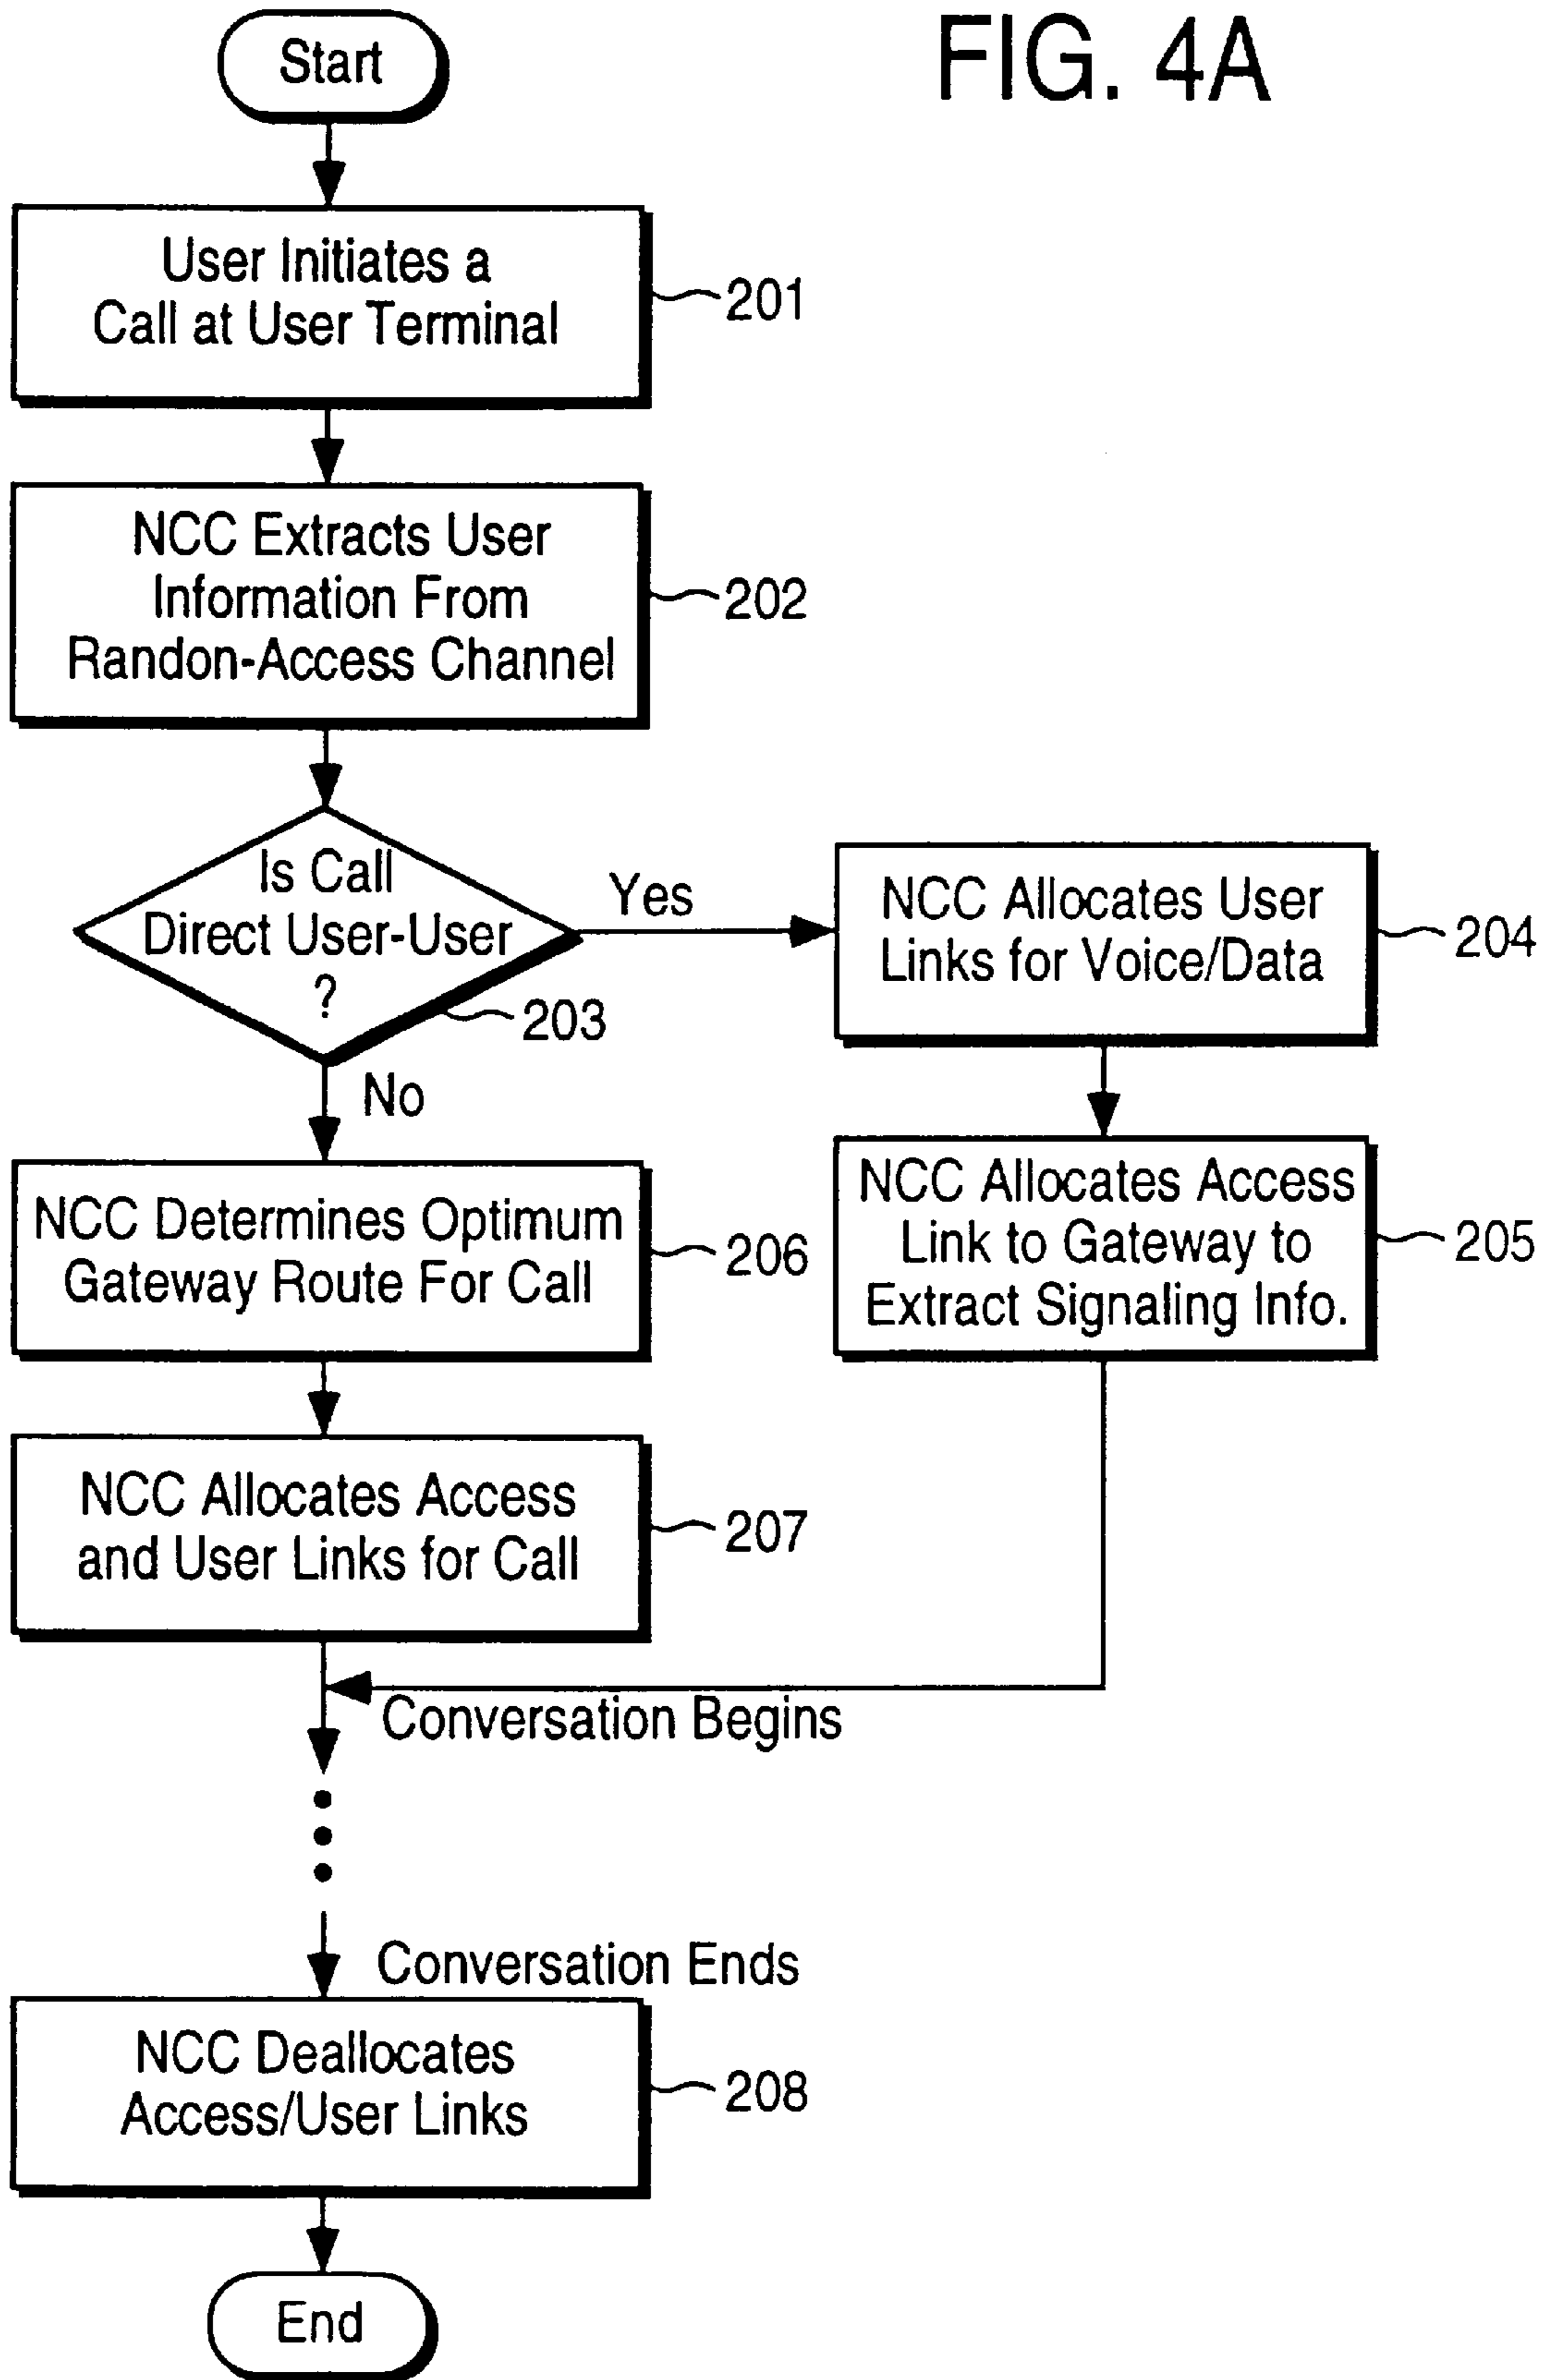 FIG. 4A
Start
User Initiates a
Call at User Terminal
201
NCC Extracts User
Information From
Randon-Access Channel
202
Is Call
Direct User-User
?
203
Yes
NCC Allocates User
Links for Voice/Data
204
No
NCC Allocates Access
Link to Gateway to
Extract Signaling Info.
205
NCC Determines Optimum
Gateway Route For Call
206
NCC Allocates Access
and User Links for Call
207
Conversation Begins
Conversation Ends
NCC Deallocates
Access/User Links
208
End